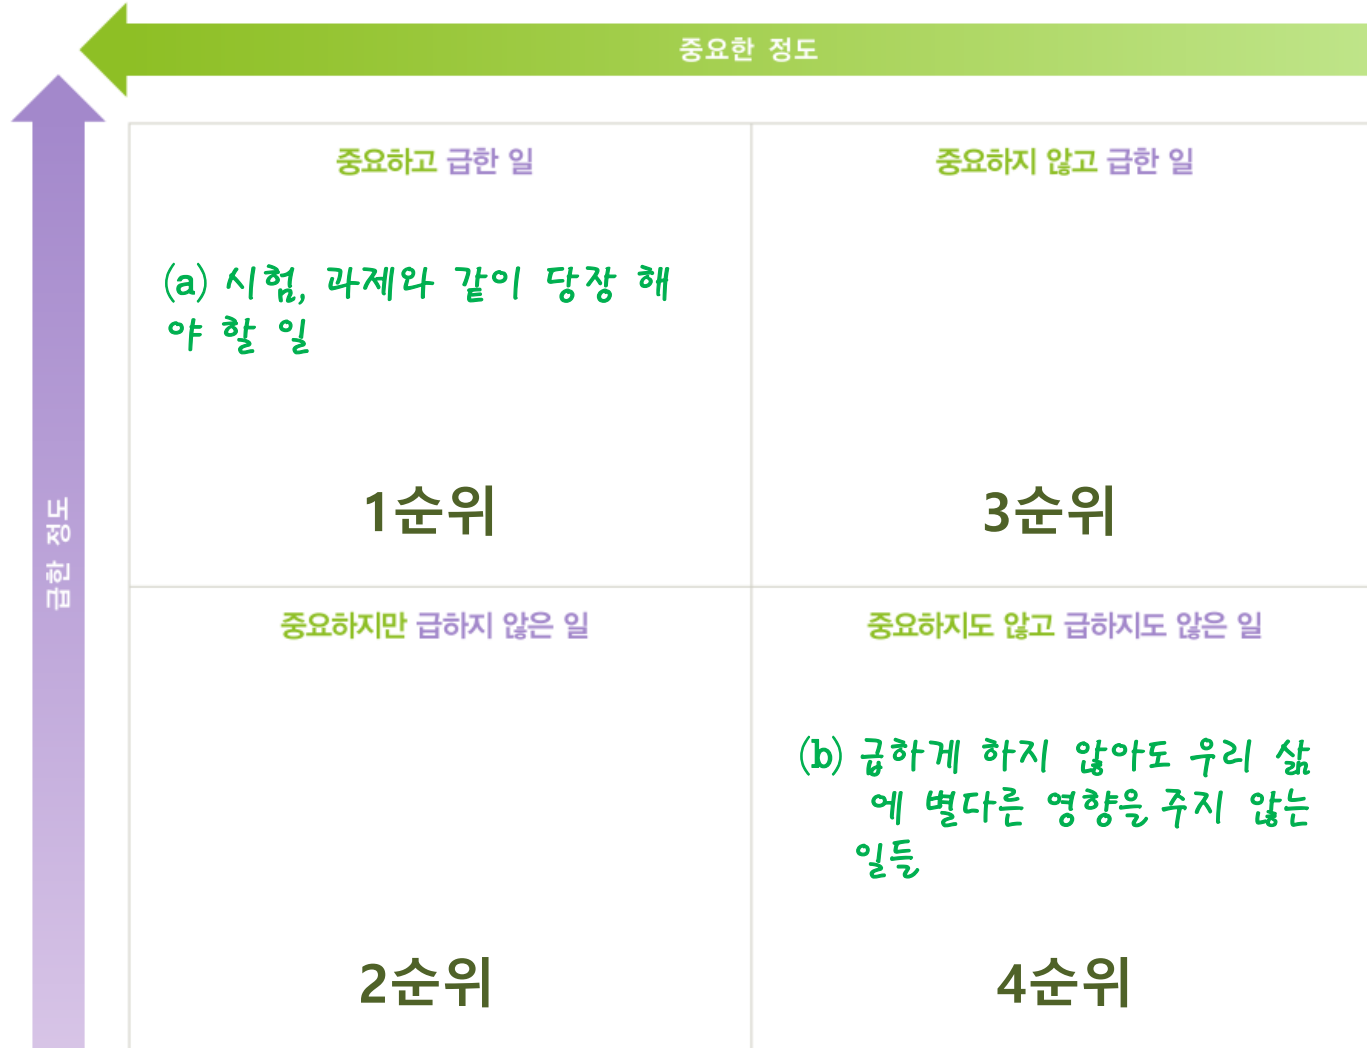 중요한 정도
급한 정도
중요하고 급한 일
(a) 시험, 과제와 같이 당장 해
야 할 일
1순위
중요하지 않고 급한 일
3순위
중요하지만 급하지 않은 일
2순위
중요하지도 않고 급하지도 않은 일
(b) 급하게 하지 않아도 우리 삶
에 별다른 영향을 주지 않는
일들
4순위